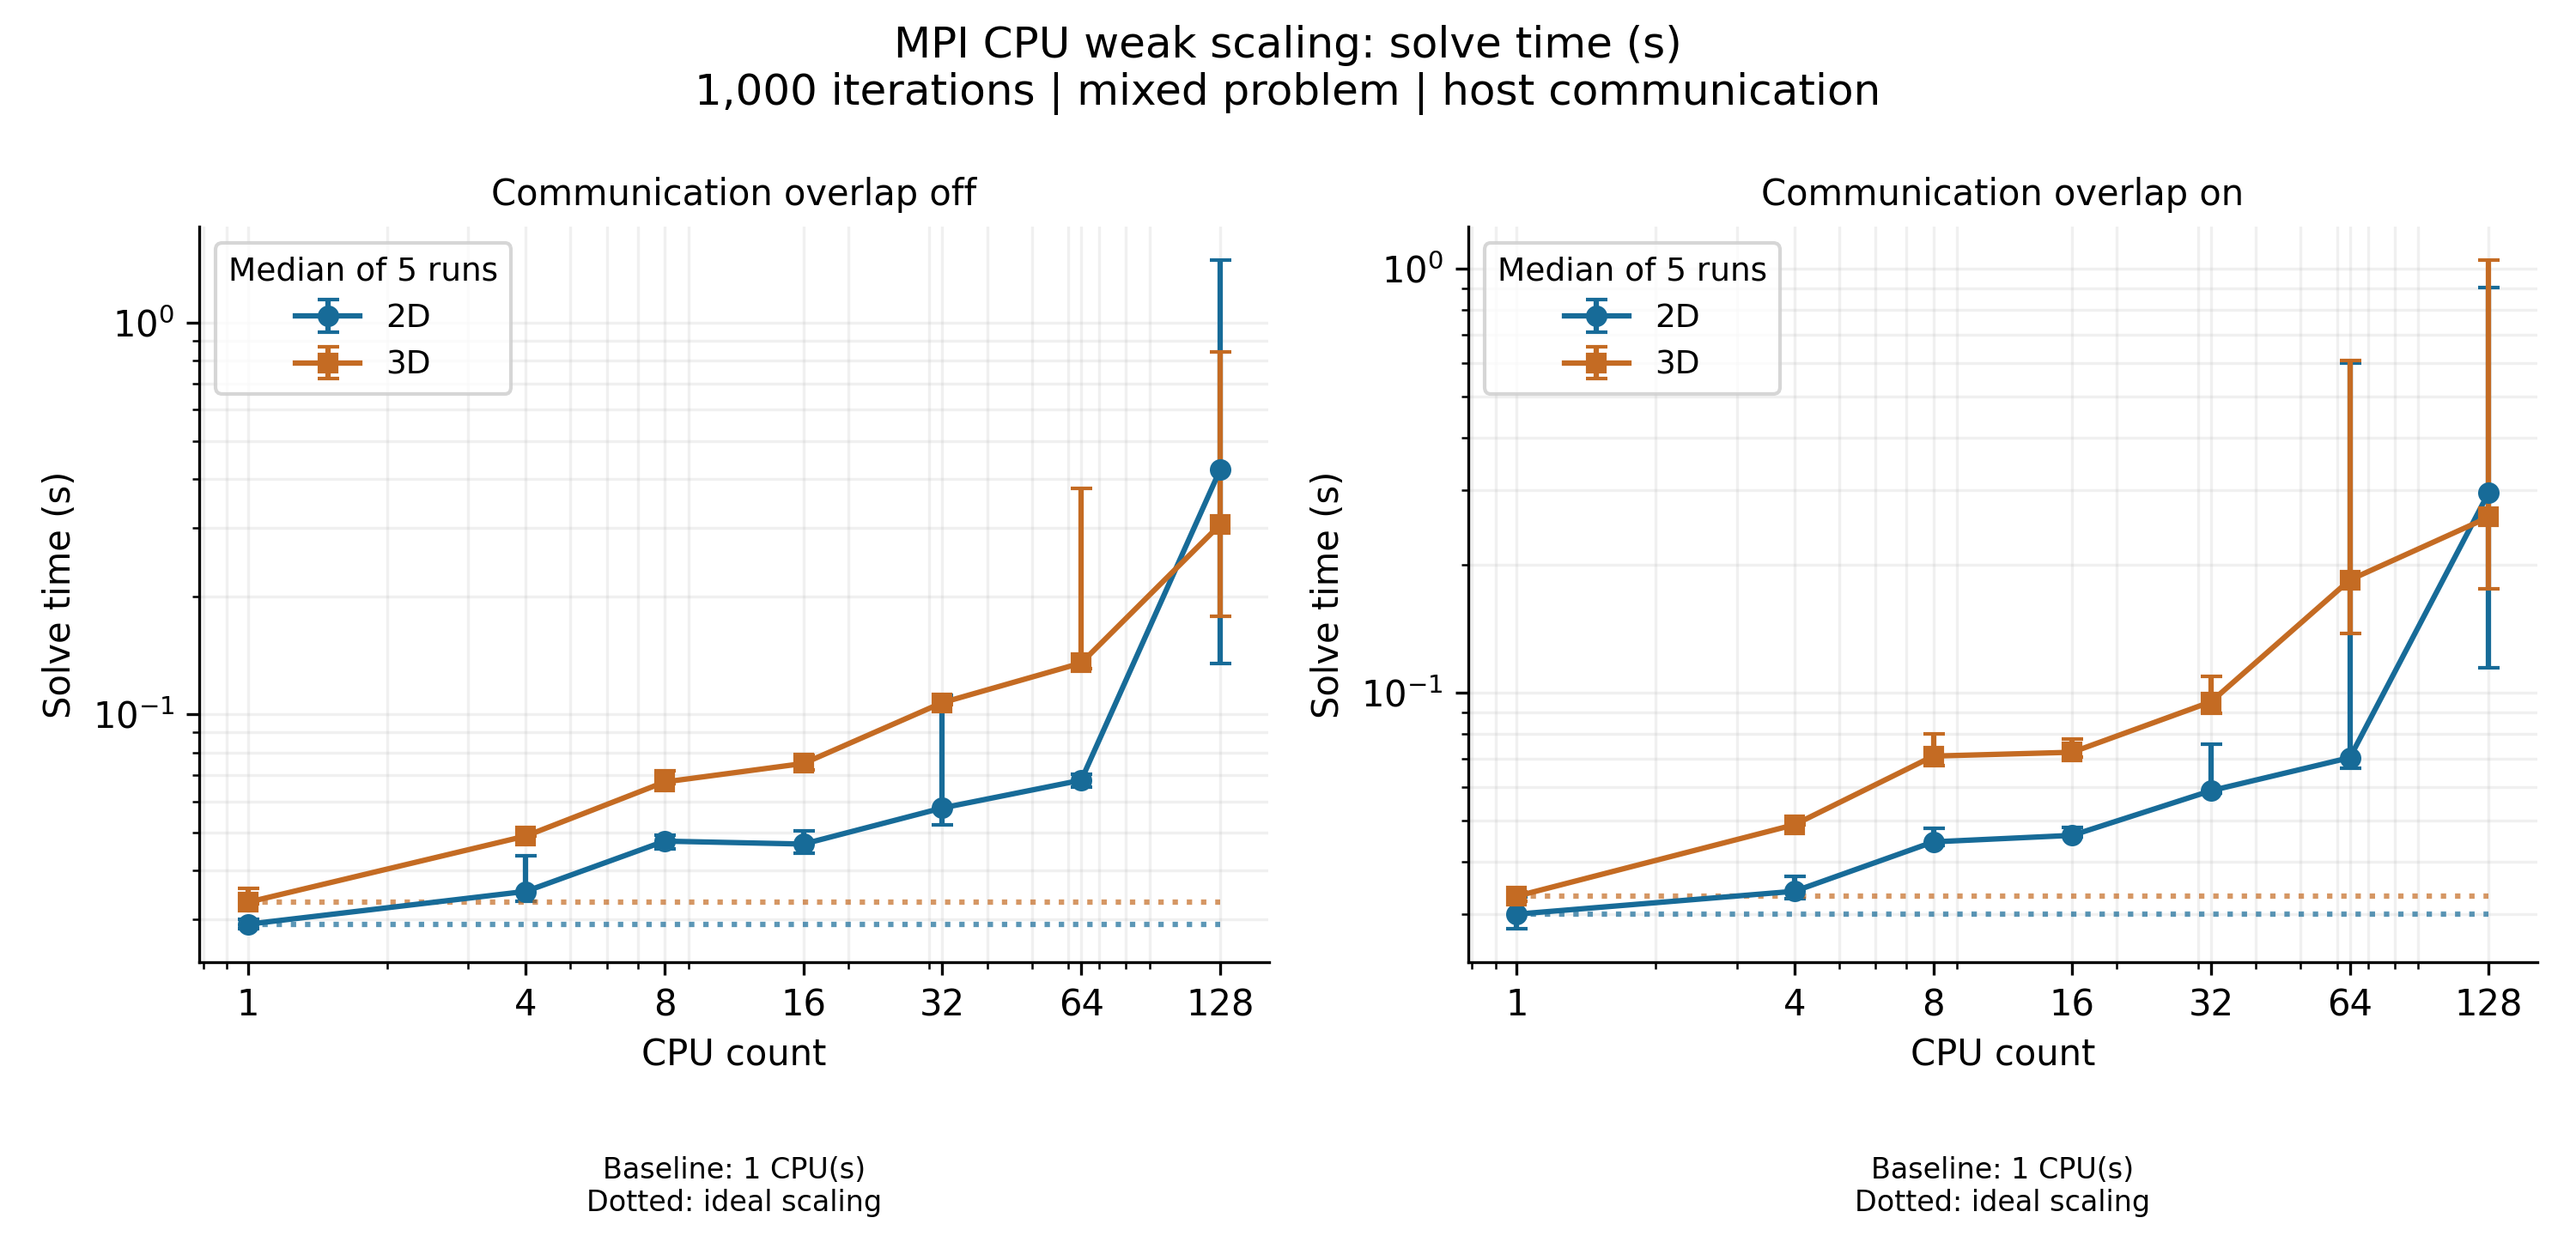 MPI CPU weak scaling: solve time (s)
1,000 iterations | mixed problem | host communication
Communication overlap off
Median of 5 runs
2D
3D
10⁰
10⁻¹
Solve time (s)
1 4 8 16 32 64 128
CPU count
Baseline: 1 CPU(s)
Dotted: ideal scaling
Communication overlap on
Median of 5 runs
2D
3D
10⁰
10⁻¹
Solve time (s)
1 4 8 16 32 64 128
CPU count
Baseline: 1 CPU(s)
Dotted: ideal scaling